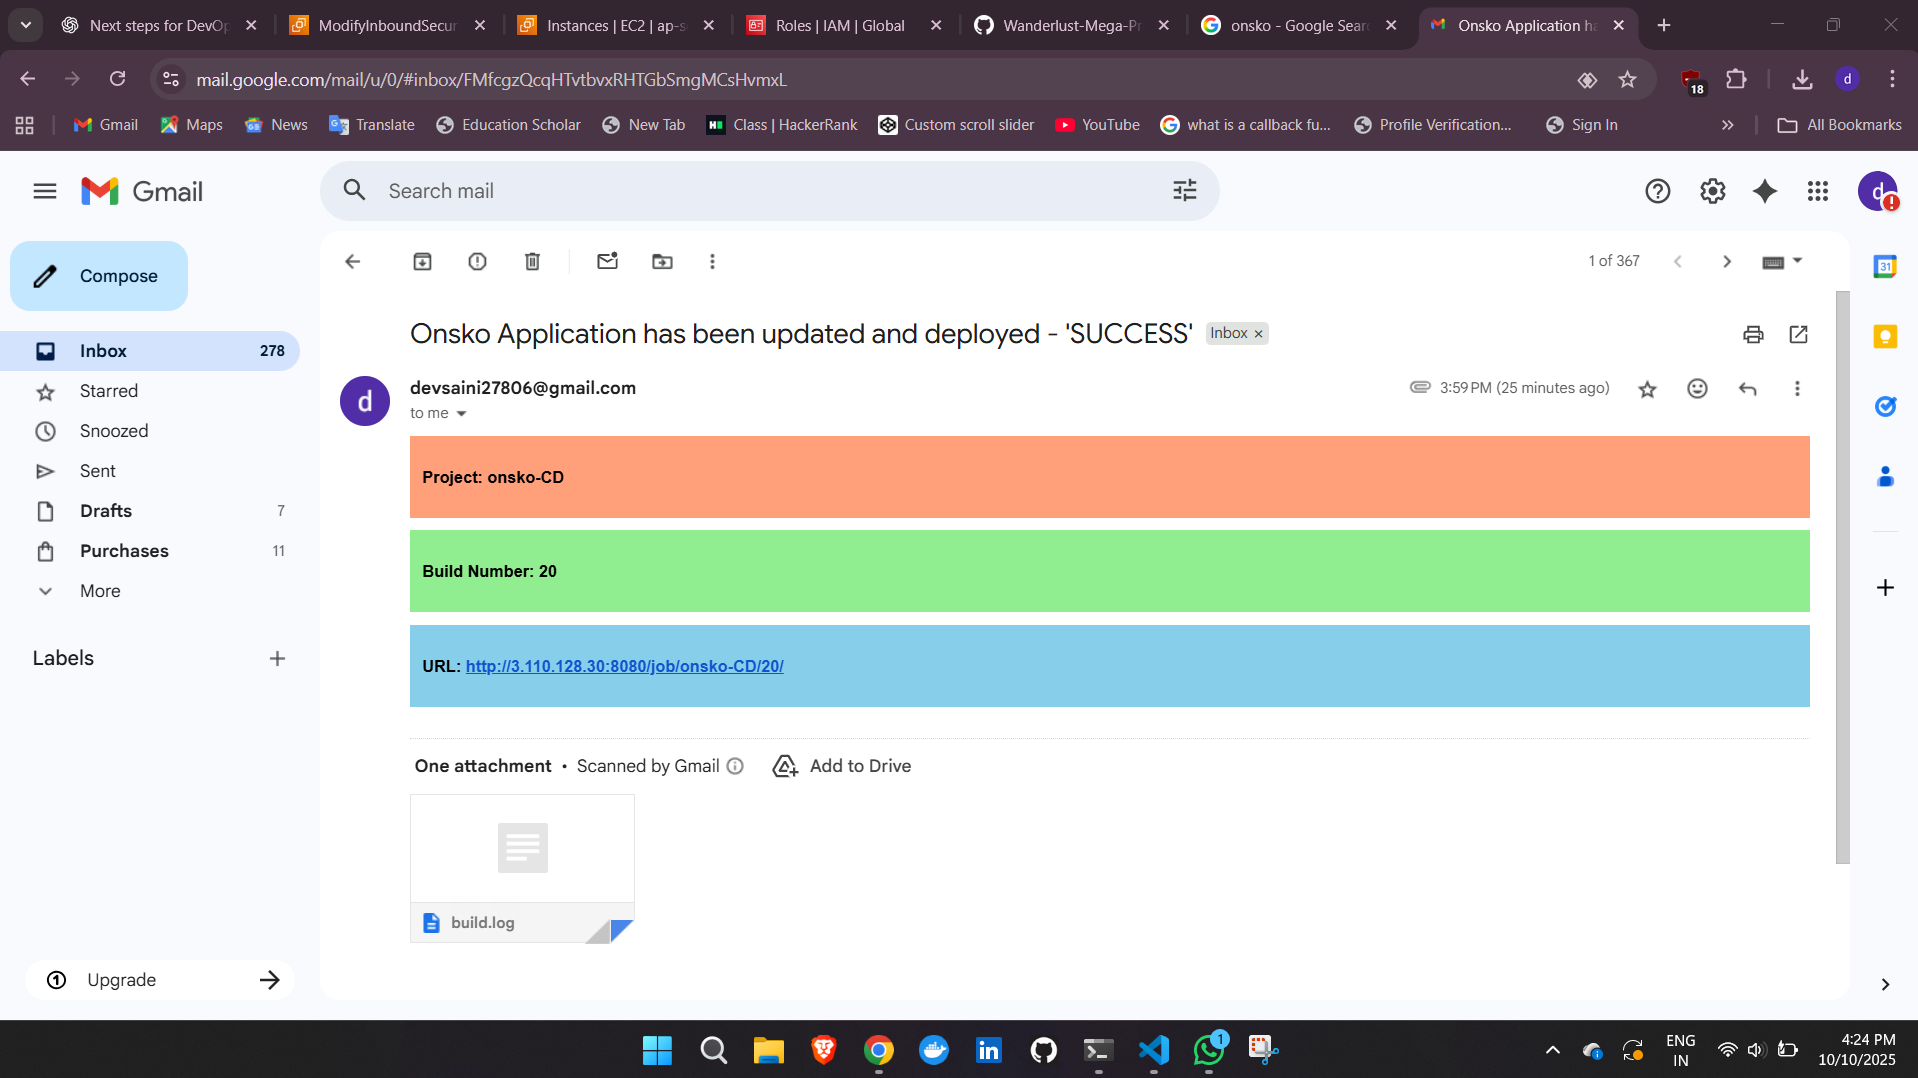 Next steps for DevOp
ModifyInboundSecur
Instances | EC2 | ap-s
Roles | IAM | Global
Wanderlust-Mega-Pr
onsko - Google Sear
Onsko Application ha
mail.google.com/mail/u/0/#inbox/FMfcgzQcqHTvtbvxRHTGbSmgMCsHvmxL
18
d
Gmail
Maps
News
Translate
Education Scholar
New Tab
Class | HackerRank
Custom scroll slider
YouTube
what is a callback fu...
Profile Verification...
Sign In
All Bookmarks
Gmail
Search mail
d
Compose
1 of 367
31
Inbox 278
Starred
Snoozed
Sent
Drafts 7
Purchases 11
More
Labels
Upgrade
Onsko Application has been updated and deployed - 'SUCCESS'
Inbox
d
devsaini27806@gmail.com
3:59 PM (25 minutes ago)
to me
Project: onsko-CD
Build Number: 20
URL: http://3.110.128.30:8080/job/onsko-CD/20/
One attachment • Scanned by Gmail
Add to Drive
build.log
1
ENG
IN
4:24 PM
10/10/2025